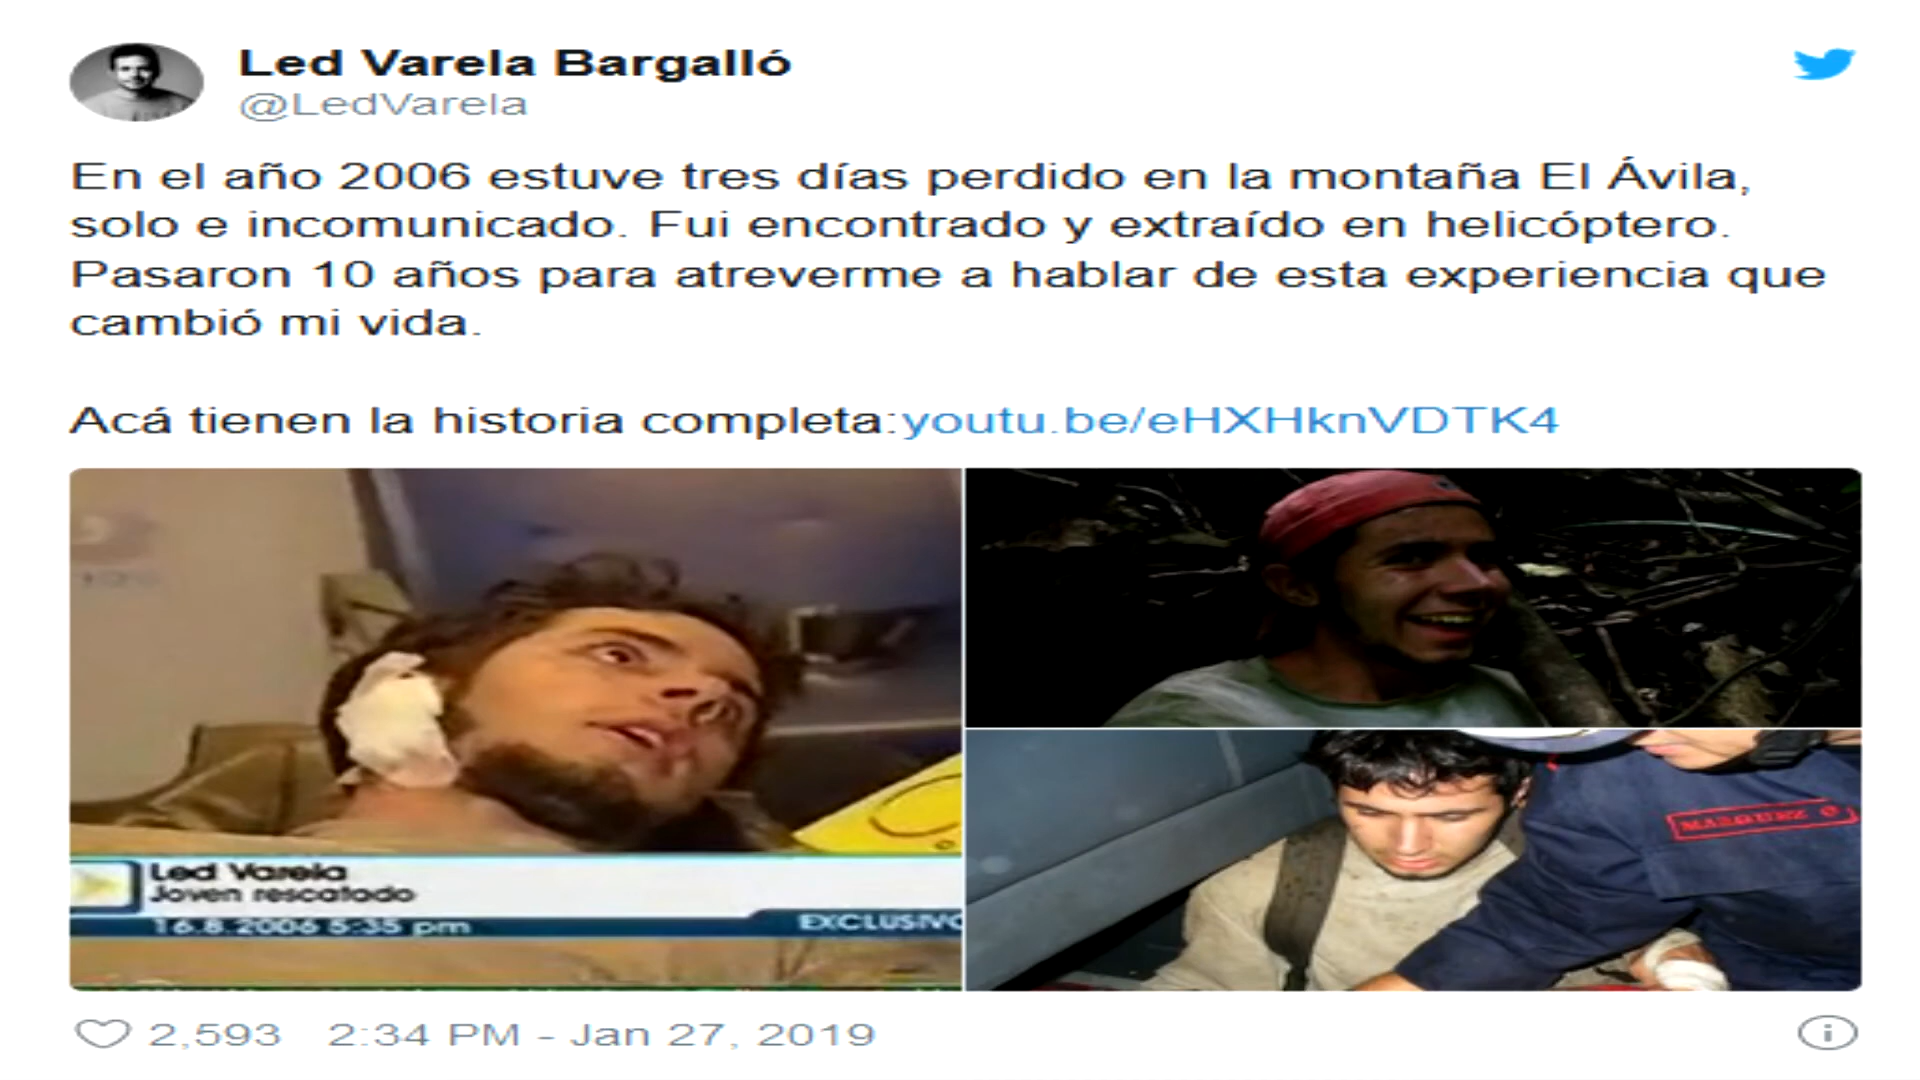 Led Varela Bargalló
@LedVarela
En el año 2006 estuve tres días perdido en la montaña El Ávila,
solo e incomunicado. Fui encontrado y extraído en helicóptero.
Pasaron 10 años para atreverme a hablar de esta experiencia que
cambió mi vida.
Acá tienen la historia completa:youtu.be/eHXHknVDTK4
Led Varela
Joven rescatado
16.8.2006 5:35 pm
EXCLUSIVO
MARQUEZ
2,593
2:34 PM - Jan 27, 2019